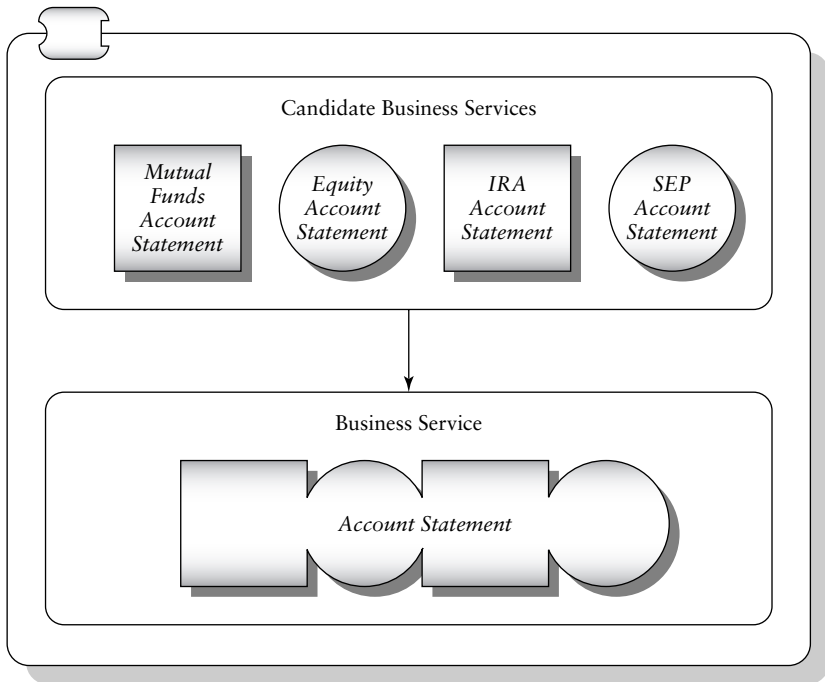 Candidate Business Services
Mutual
Funds
Account
Statement
Equity
Account
Statement
IRA
Account
Statement
SEP
Account
Statement
Business Service
Account Statement